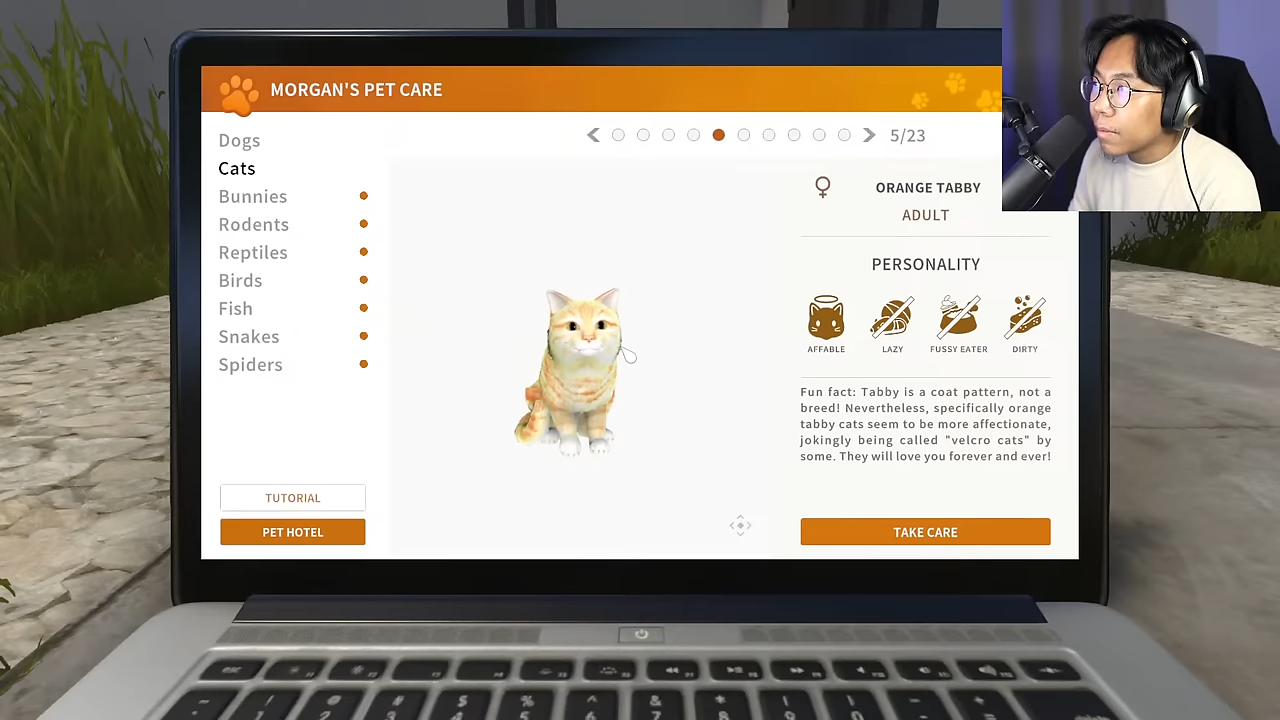 MORGAN'S PET CARE
Dogs
Cats
Bunnies
Rodents
Reptiles
Birds
Fish
Snakes
Spiders
TUTORIAL
PET HOTEL
5/23
ORANGE TABBY
ADULT
PERSONALITY
AFFABLE
LAZY
FUSSY EATER
DIRTY
Fun fact: Tabby is a coat pattern, not a
breed! Nevertheless, specifically orange
tabby cats seem to be more affectionate,
jokingly being called "velcro cats" by
some. They will love you forever and ever!
TAKE CARE